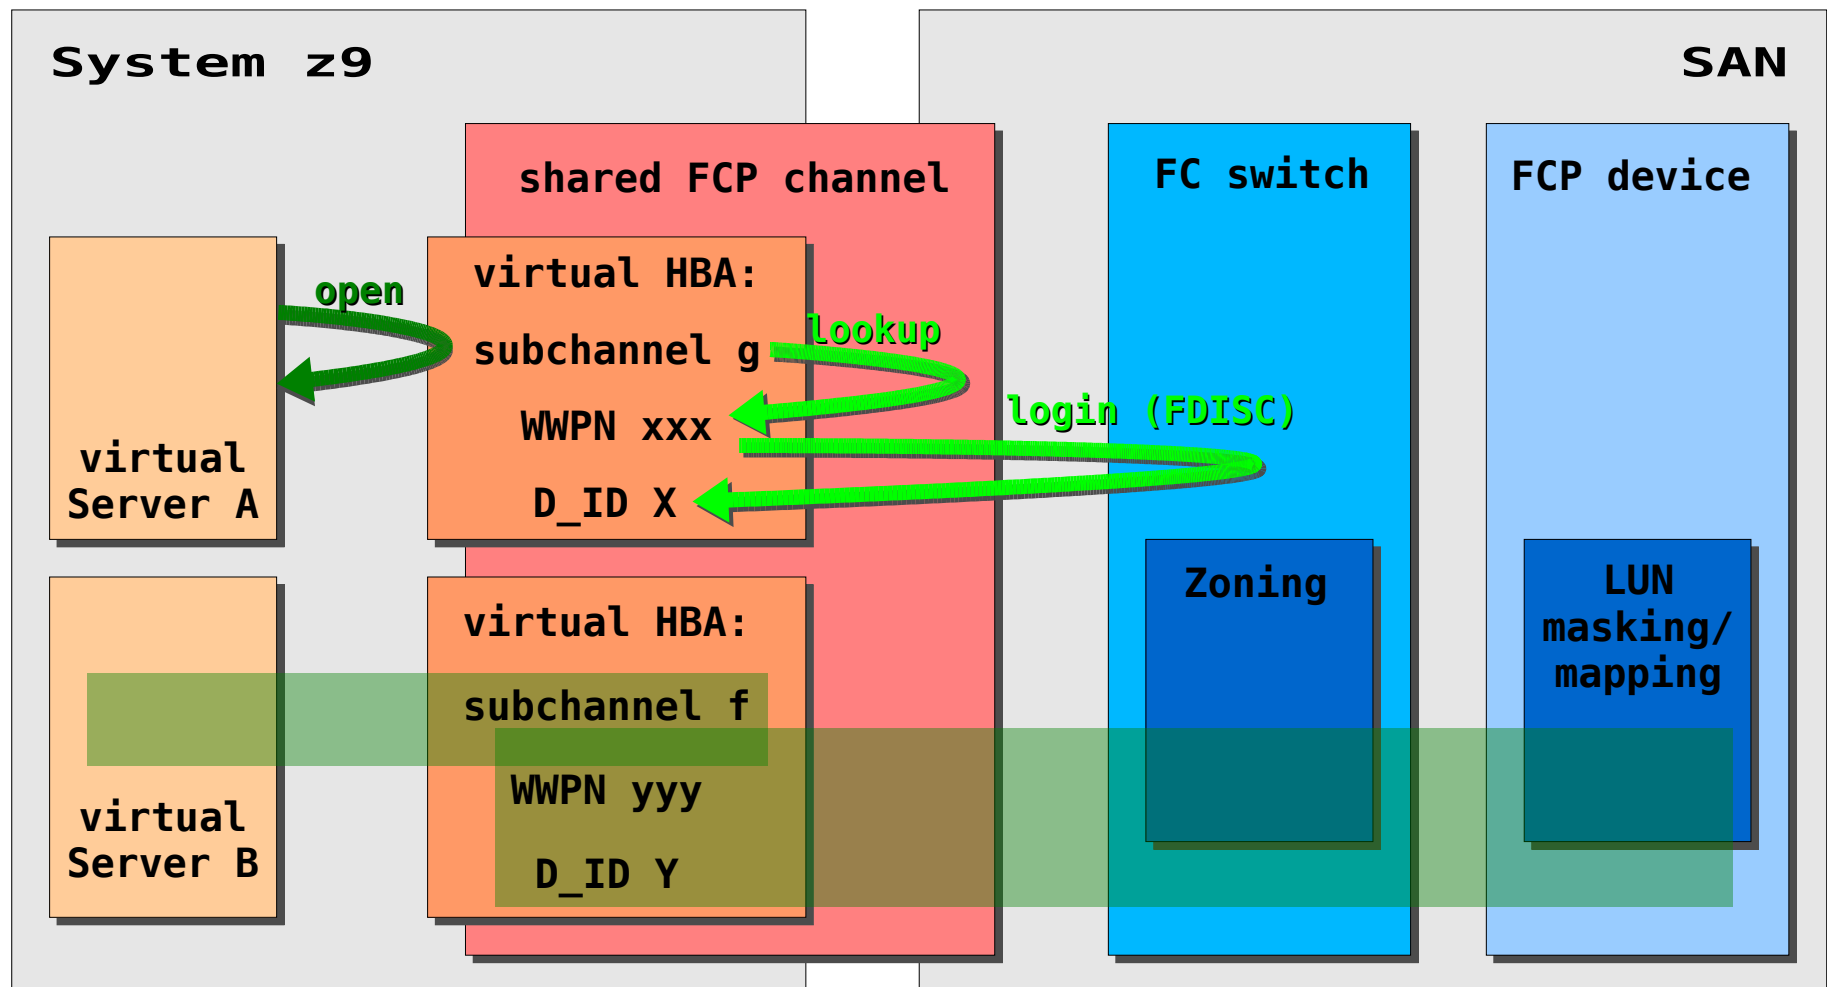 System z9
SAN
shared FCP channel
FC switch
FCP device
virtual HBA:
open
lookup
subchannel g
login (FDISC)
WWPN xxx
virtual
Server A
D_ID X
Zoning
LUN
masking/
mapping
virtual HBA:
subchannel f
WWPN yyy
virtual
Server B
D_ID Y